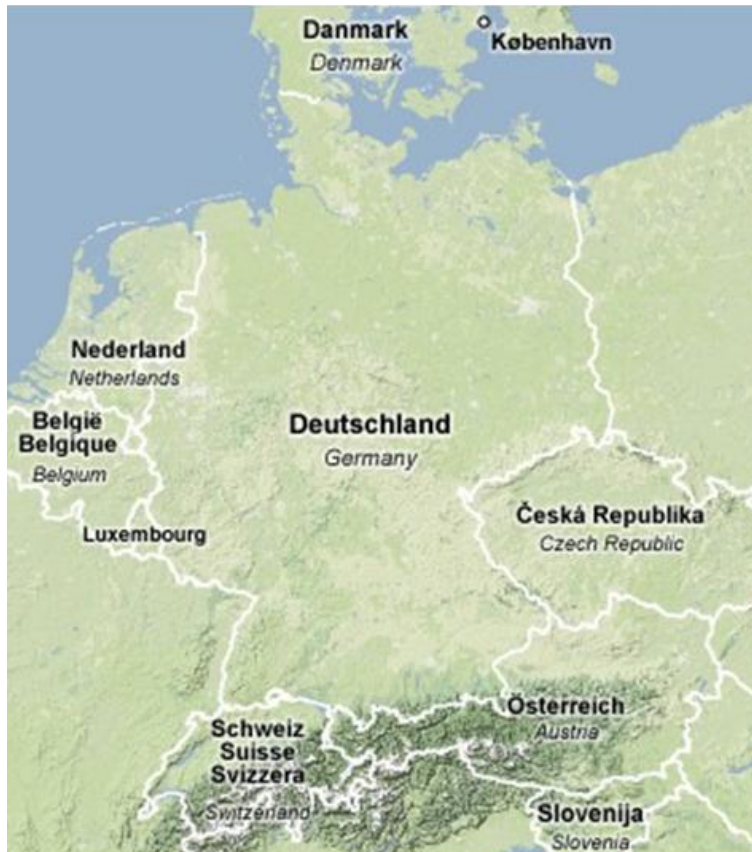 Danmark
Denmark
København
Nederland
Netherlands
België
Belgique
Belgium
Deutschland
Germany
Luxembourg
Česká Republika
Czech Republic
Österreich
Austria
Schweiz
Suisse
Svizzera
Switzerland
Slovenija
Slovenia